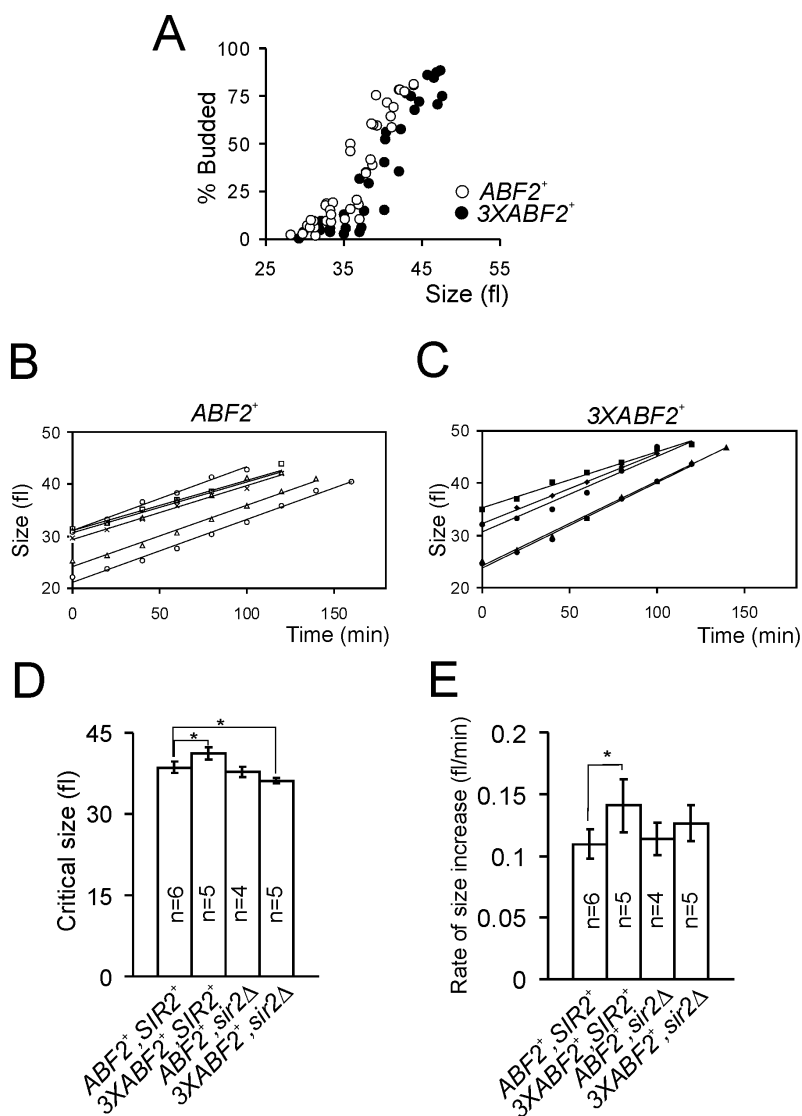 A
100
75
50
25
0
% Budded
25 35 45 55
Size (fl)
ABF2+
3XABF2+
B
ABF2+
50
40
30
20
Size (fl)
0 50 100 150
Time (min)
C
3XABF2+
50
40
30
20
Size (fl)
0 50 100 150
Time (min)
D
45
30
15
0
Critical size (fl)
*
*
n=6
n=5
n=4
n=5
ABF2+,SIR2+
3XABF2+,SIR2+
ABF2+,sir2Δ
3XABF2+,sir2Δ
E
0.2
0.15
0.1
0.05
0
Rate of size increase (fl/min)
*
n=6
n=5
n=4
n=5
ABF2+,SIR2+
3XABF2+,SIR2+
ABF2+,sir2Δ
3XABF2+,sir2Δ